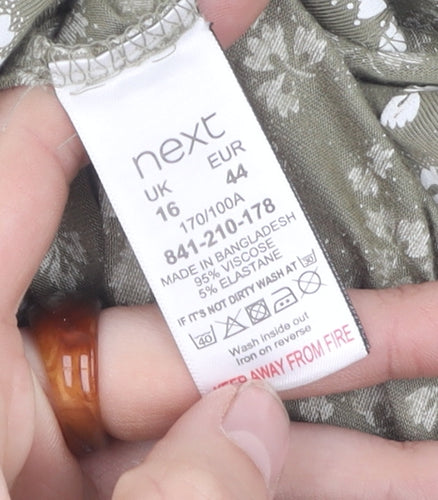 next
UK EUR
16 44
170/100A
841-210-178
MADE IN BANGLADESH
95% VISCOSE
5% ELASTANE
IF IT'S NOT DIRTY WASH AT 30
40
Wash inside out
Iron on reverse
AWAY FROM FIRE